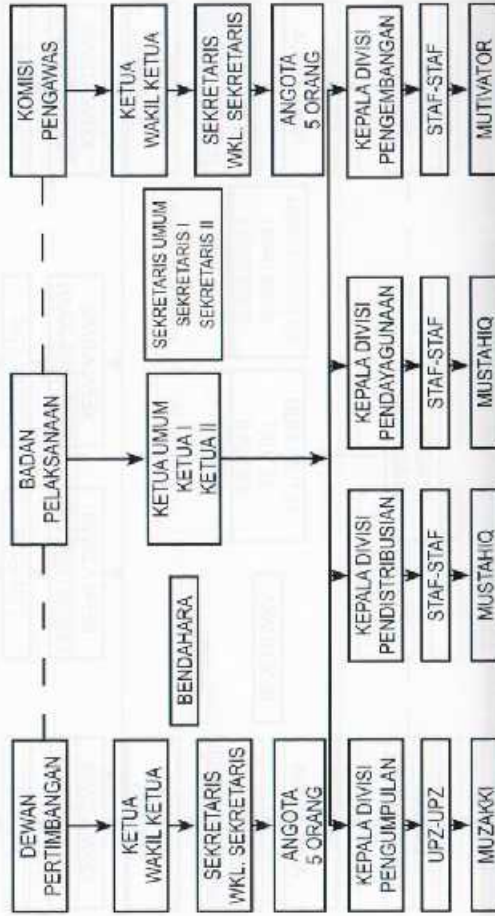 DEWAN
PERTIMBANGAN
BADAN
PELAKSANAAN
KOMISI
PENGAWAS
KETUA
WAKIL KETUA
KETUA UMUM
KETUA I
KETUA II
KETUA
WAKIL KETUA
BENDAHARA
SEKRETARIS UMUM
SEKRETARIS I
SEKRETARIS II
SEKRETARIS
WKL. SEKRETARIS
SEKRETARIS
WKL. SEKRETARIS
ANGOTA
5 ORANG
ANGOTA
5 ORANG
KEPALA DIVISI
PENGUMPULAN
KEPALA DIVISI
PENDISTRIBUSIAN
KEPALA DIVISI
PENDAYAGUNAAN
KEPALA DIVISI
PENGEMBANGAN
UPZ-UPZ
STAF-STAF
STAF-STAF
STAF-STAF
MUZAKKI
MUSTAHIQ
MUSTAHIQ
MUTIVATOR